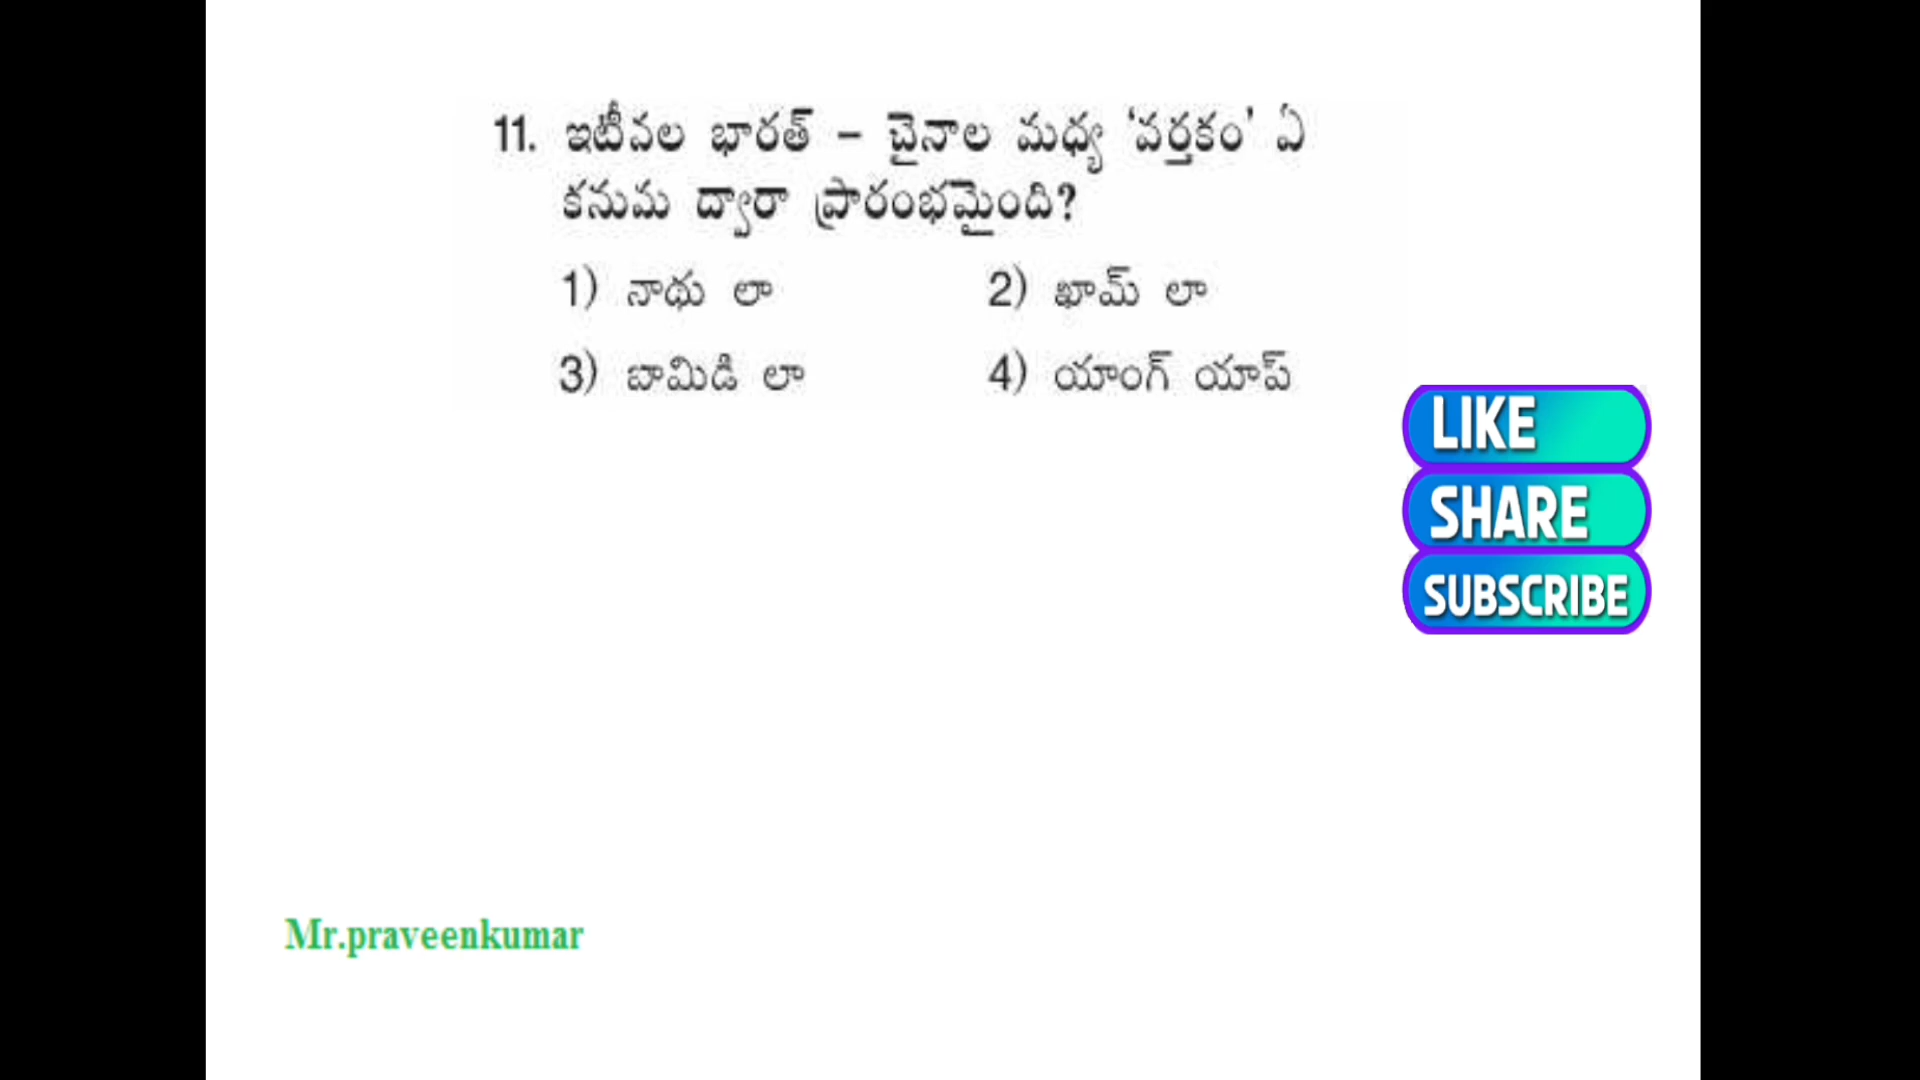 11. ఇటీవల భారత్ – చైనాల మధ్య 'వర్తకం' ఏ
కనుమ ద్వారా ప్రారంభమైంది?
1) నాథు లా 2) ఖామ్ లా
3) బామిడి లా 4) యాంగ్ యాప్
LIKE
SHARE
SUBSCRIBE
Mr.praveenkumar